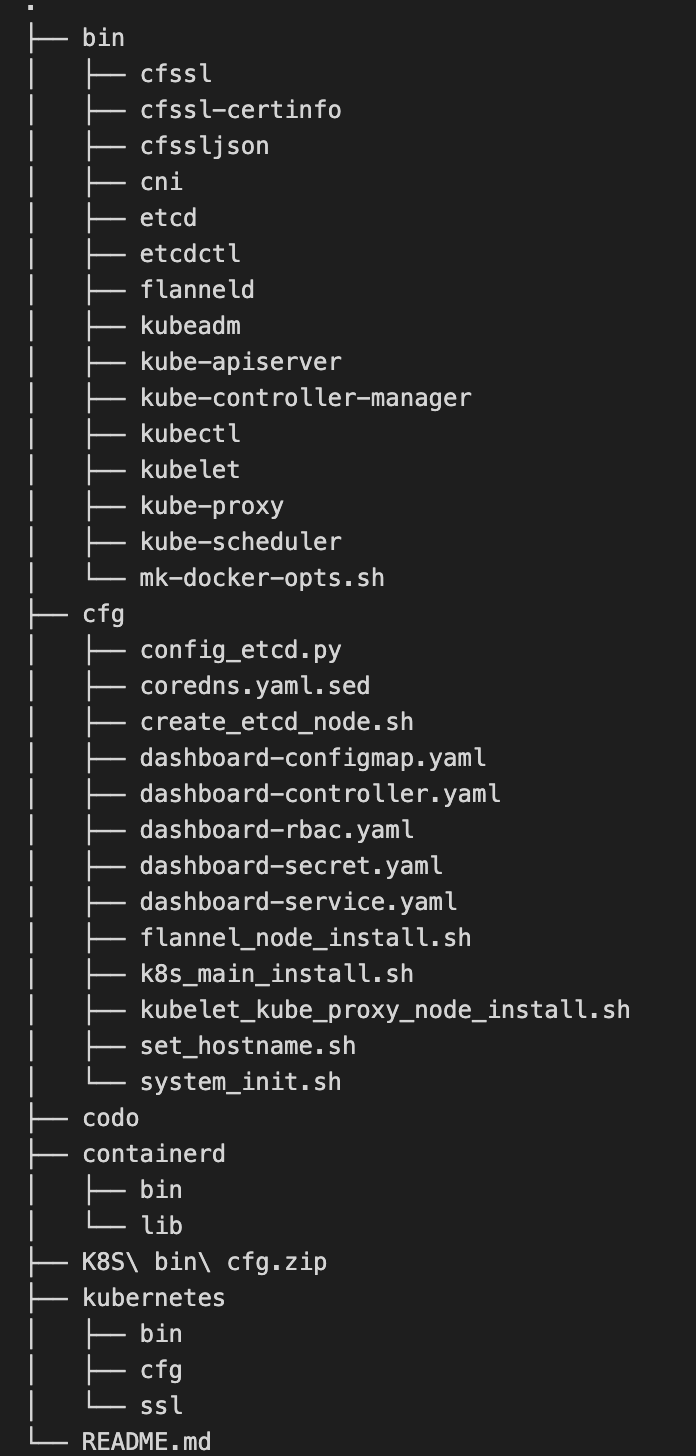 .
├── bin
│   ├── cfssl
│   ├── cfssl-certinfo
│   ├── cfssljson
│   ├── cni
│   ├── etcd
│   ├── etcdctl
│   ├── flanneld
│   ├── kubeadm
│   ├── kube-apiserver
│   ├── kube-controller-manager
│   ├── kubectl
│   ├── kubelet
│   ├── kube-proxy
│   ├── kube-scheduler
│   └── mk-docker-opts.sh
├── cfg
│   ├── config_etcd.py
│   ├── coredns.yaml.sed
│   ├── create_etcd_node.sh
│   ├── dashboard-configmap.yaml
│   ├── dashboard-controller.yaml
│   ├── dashboard-rbac.yaml
│   ├── dashboard-secret.yaml
│   ├── dashboard-service.yaml
│   ├── flannel_node_install.sh
│   ├── k8s_main_install.sh
│   ├── kubelet_kube_proxy_node_install.sh
│   ├── set_hostname.sh
│   └── system_init.sh
├── codo
├── containerd
│   ├── bin
│   └── lib
├── K8S\ bin\ cfg.zip
├── kubernetes
│   ├── bin
│   ├── cfg
│   └── ssl
└── README.md